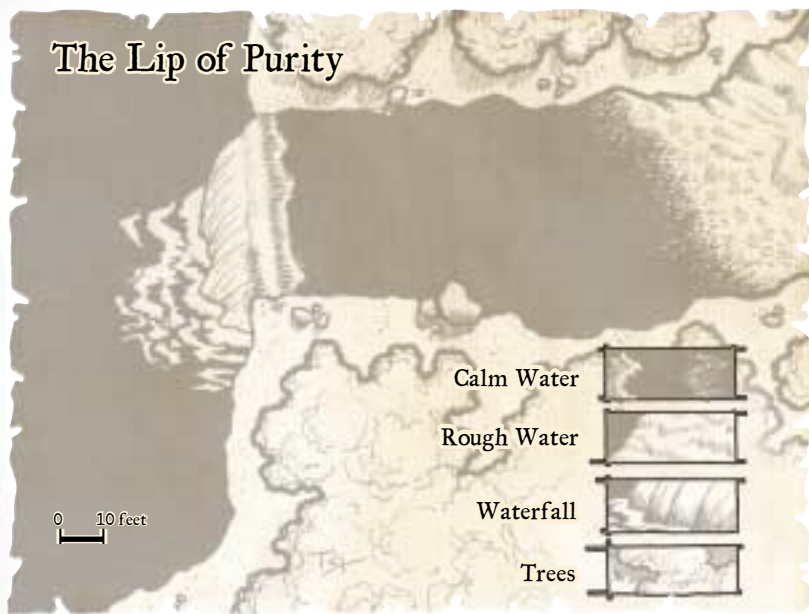 The Lip of Purity
Calm Water
Rough Water
Waterfall
Trees
0 10 feet